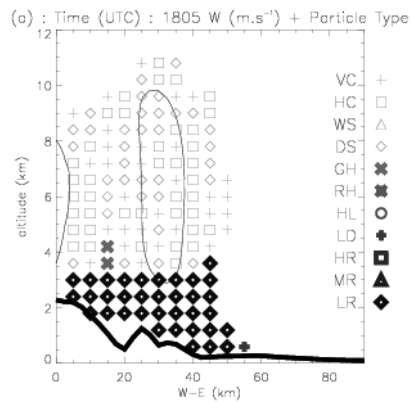 (a) : Time (UTC) : 1805 W (m.s⁻¹) + Particle Type
12
10
8
6
4
2
0
altitude (km)
VC
HC
WS
DS
GH
RH
HL
LD
HR
MR
LR
0 20 40 60 80
W-E (km)